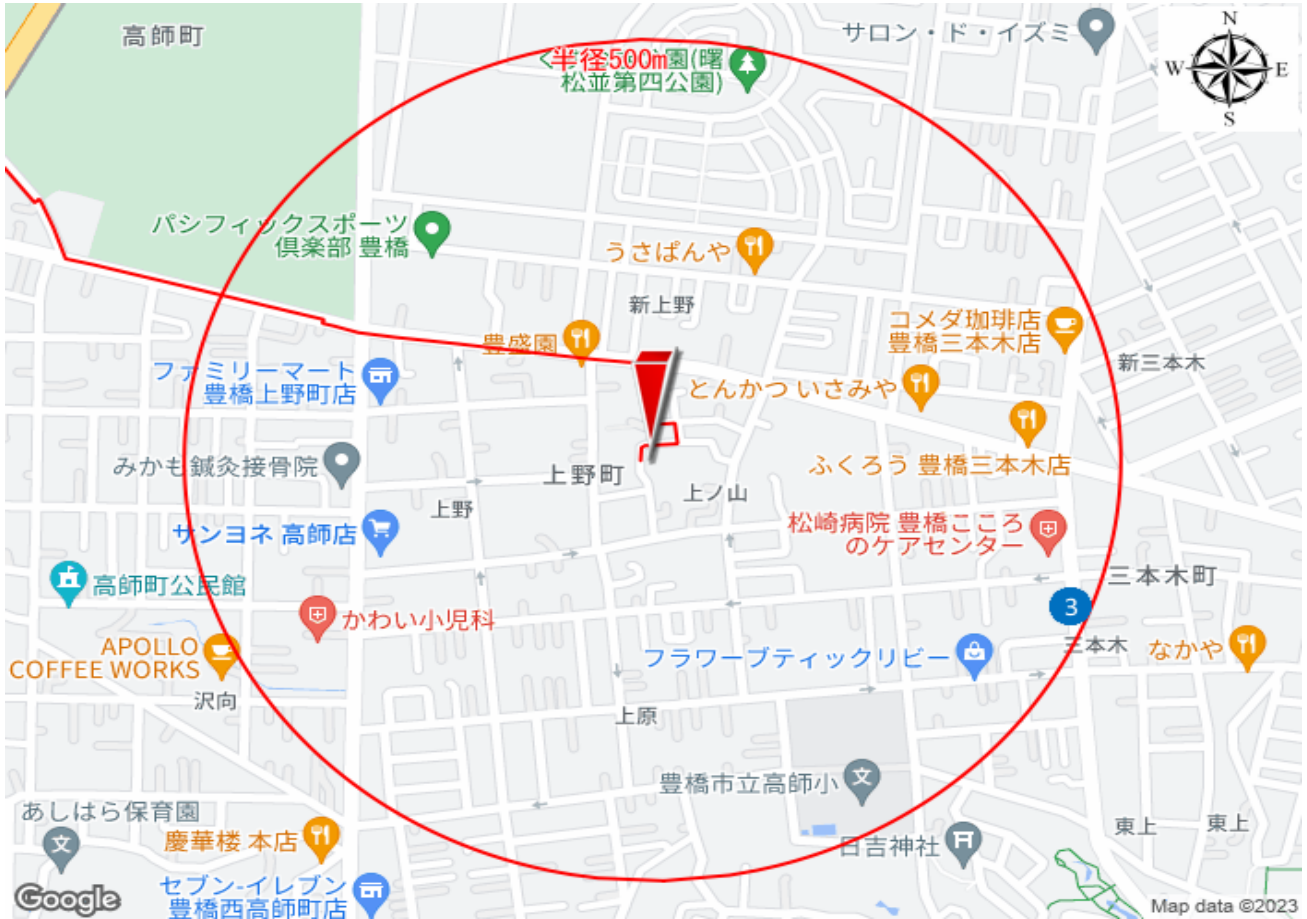 高師町
サロン・ド・イズミ
N
W
E
S
半径500m
園(曙
松並第四公園)
パシフィックスポーツ
倶楽部 豊橋
うさぱんや
新上野
コメダ珈琲店
豊橋三本木店
豊盛園
新三本木
ファミリーマート
豊橋上野町店
とんかつ いさみや
みかも鍼灸接骨院
上野町
ふくろう 豊橋三本木店
上ノ山
上野
サンヨネ 高師店
松崎病院 豊橋こころ
のケアセンター
高師町公民館
三本木町
3
かわい小児科
三本木
なかや
APOLLO
COFFEE WORKS
フラワーブティックリビー
沢向
上原
豊橋市立高師小
あしはら保育園
慶華楼 本店
日吉神社
東上
東上
セブン-イレブン
豊橋西高師町店
Google
Map data ©2023